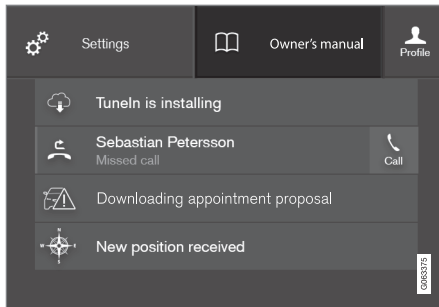 Settings
Owner's manual
Profile
TuneIn is installing
Sebastian Petersson
Missed call
Call
Downloading appointment proposal
New position received
G063375